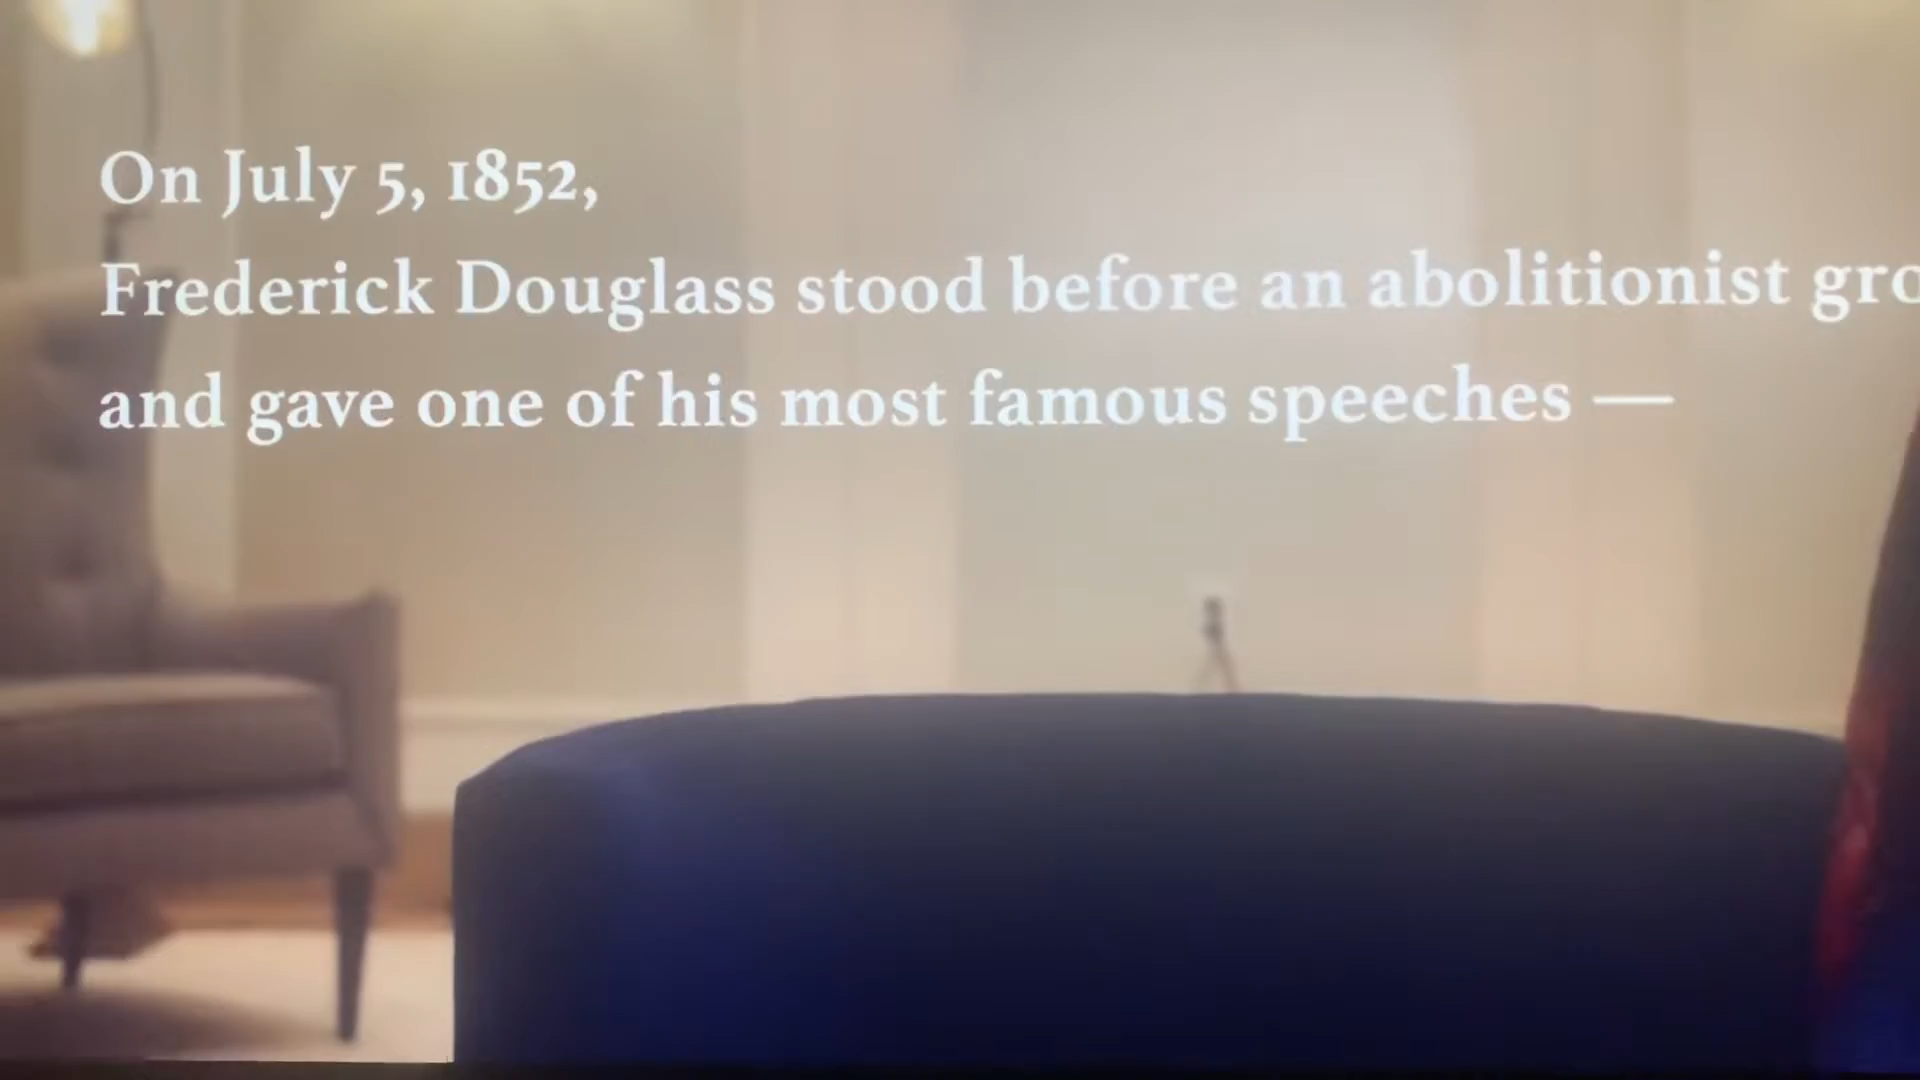 On July 5, 1852,
Frederick Douglass stood before an abolitionist
and gave one of his most famous speeches —